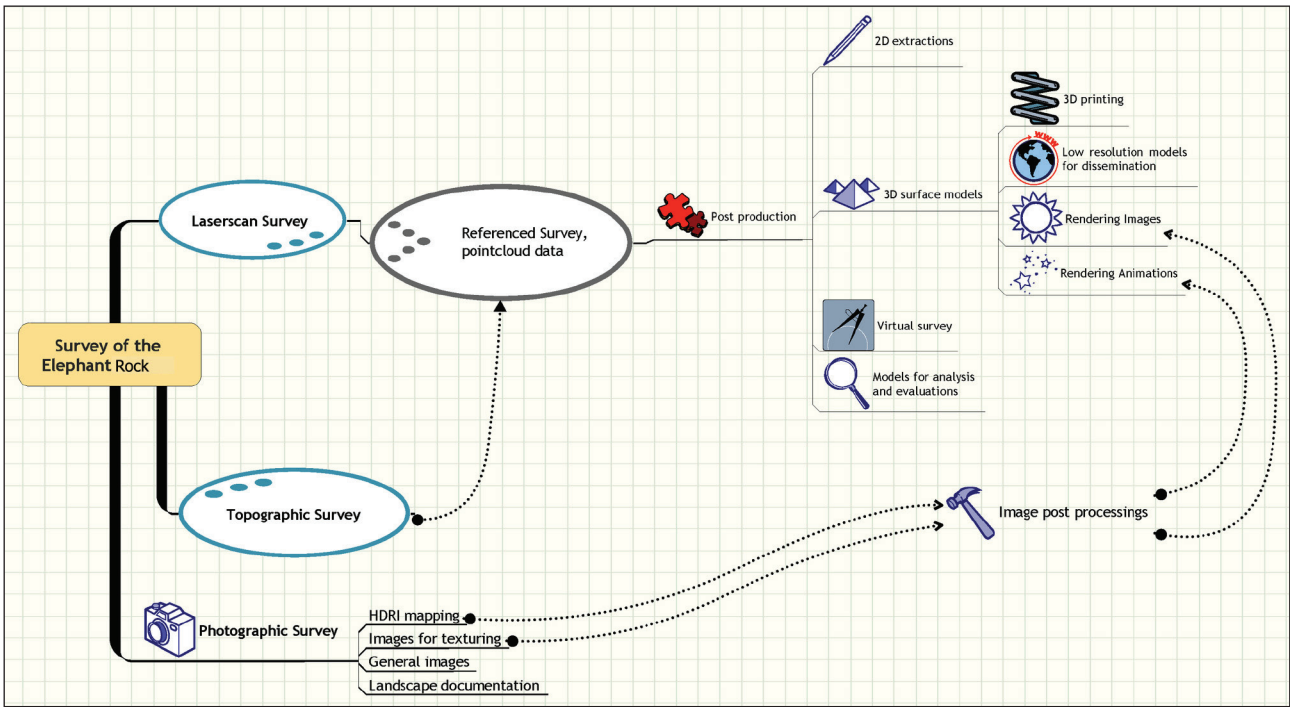 2D extractions
3D printing
Low resolution models
for dissemination
www
3D surface models
Rendering Images
Rendering Animations
Laserscan Survey
Referenced Survey,
pointcloud data
Post production
Virtual survey
Models for analysis
and evaluations
Survey of the
Elephant Rock
Topographic Survey
Image post processings
Photographic Survey
HDRI mapping
Images for texturing
General images
Landscape documentation